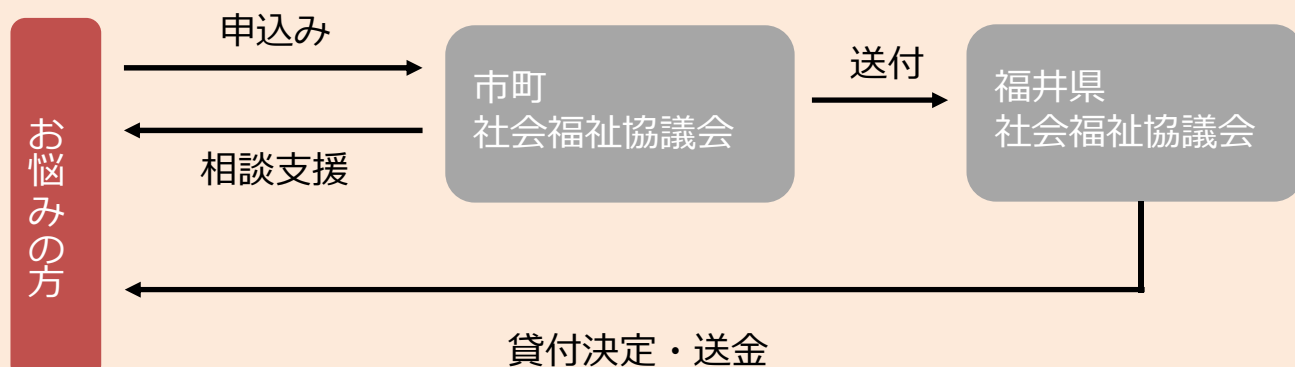 お悩みの方
申込み
相談支援
市町
社会福祉協議会
送付
福井県
社会福祉協議会
貸付決定・送金